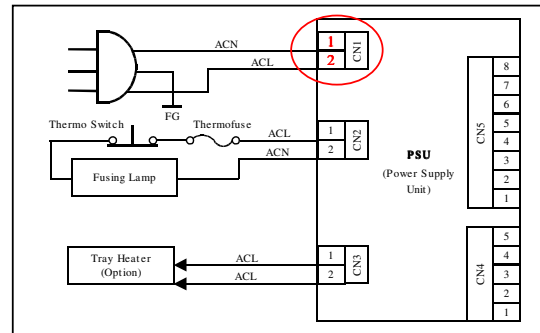 ACN
1
ACL
2
CN1
FG
Thermo Switch
Thermofuse
ACL
1
ACN
2
CN2
Fusing Lamp
PSU
(Power Supply
Unit)
8
7
6
5
4
3
2
1
CN5
Tray Heater
(Option)
ACL
1
ACL
2
CN3
5
4
3
2
1
CN4